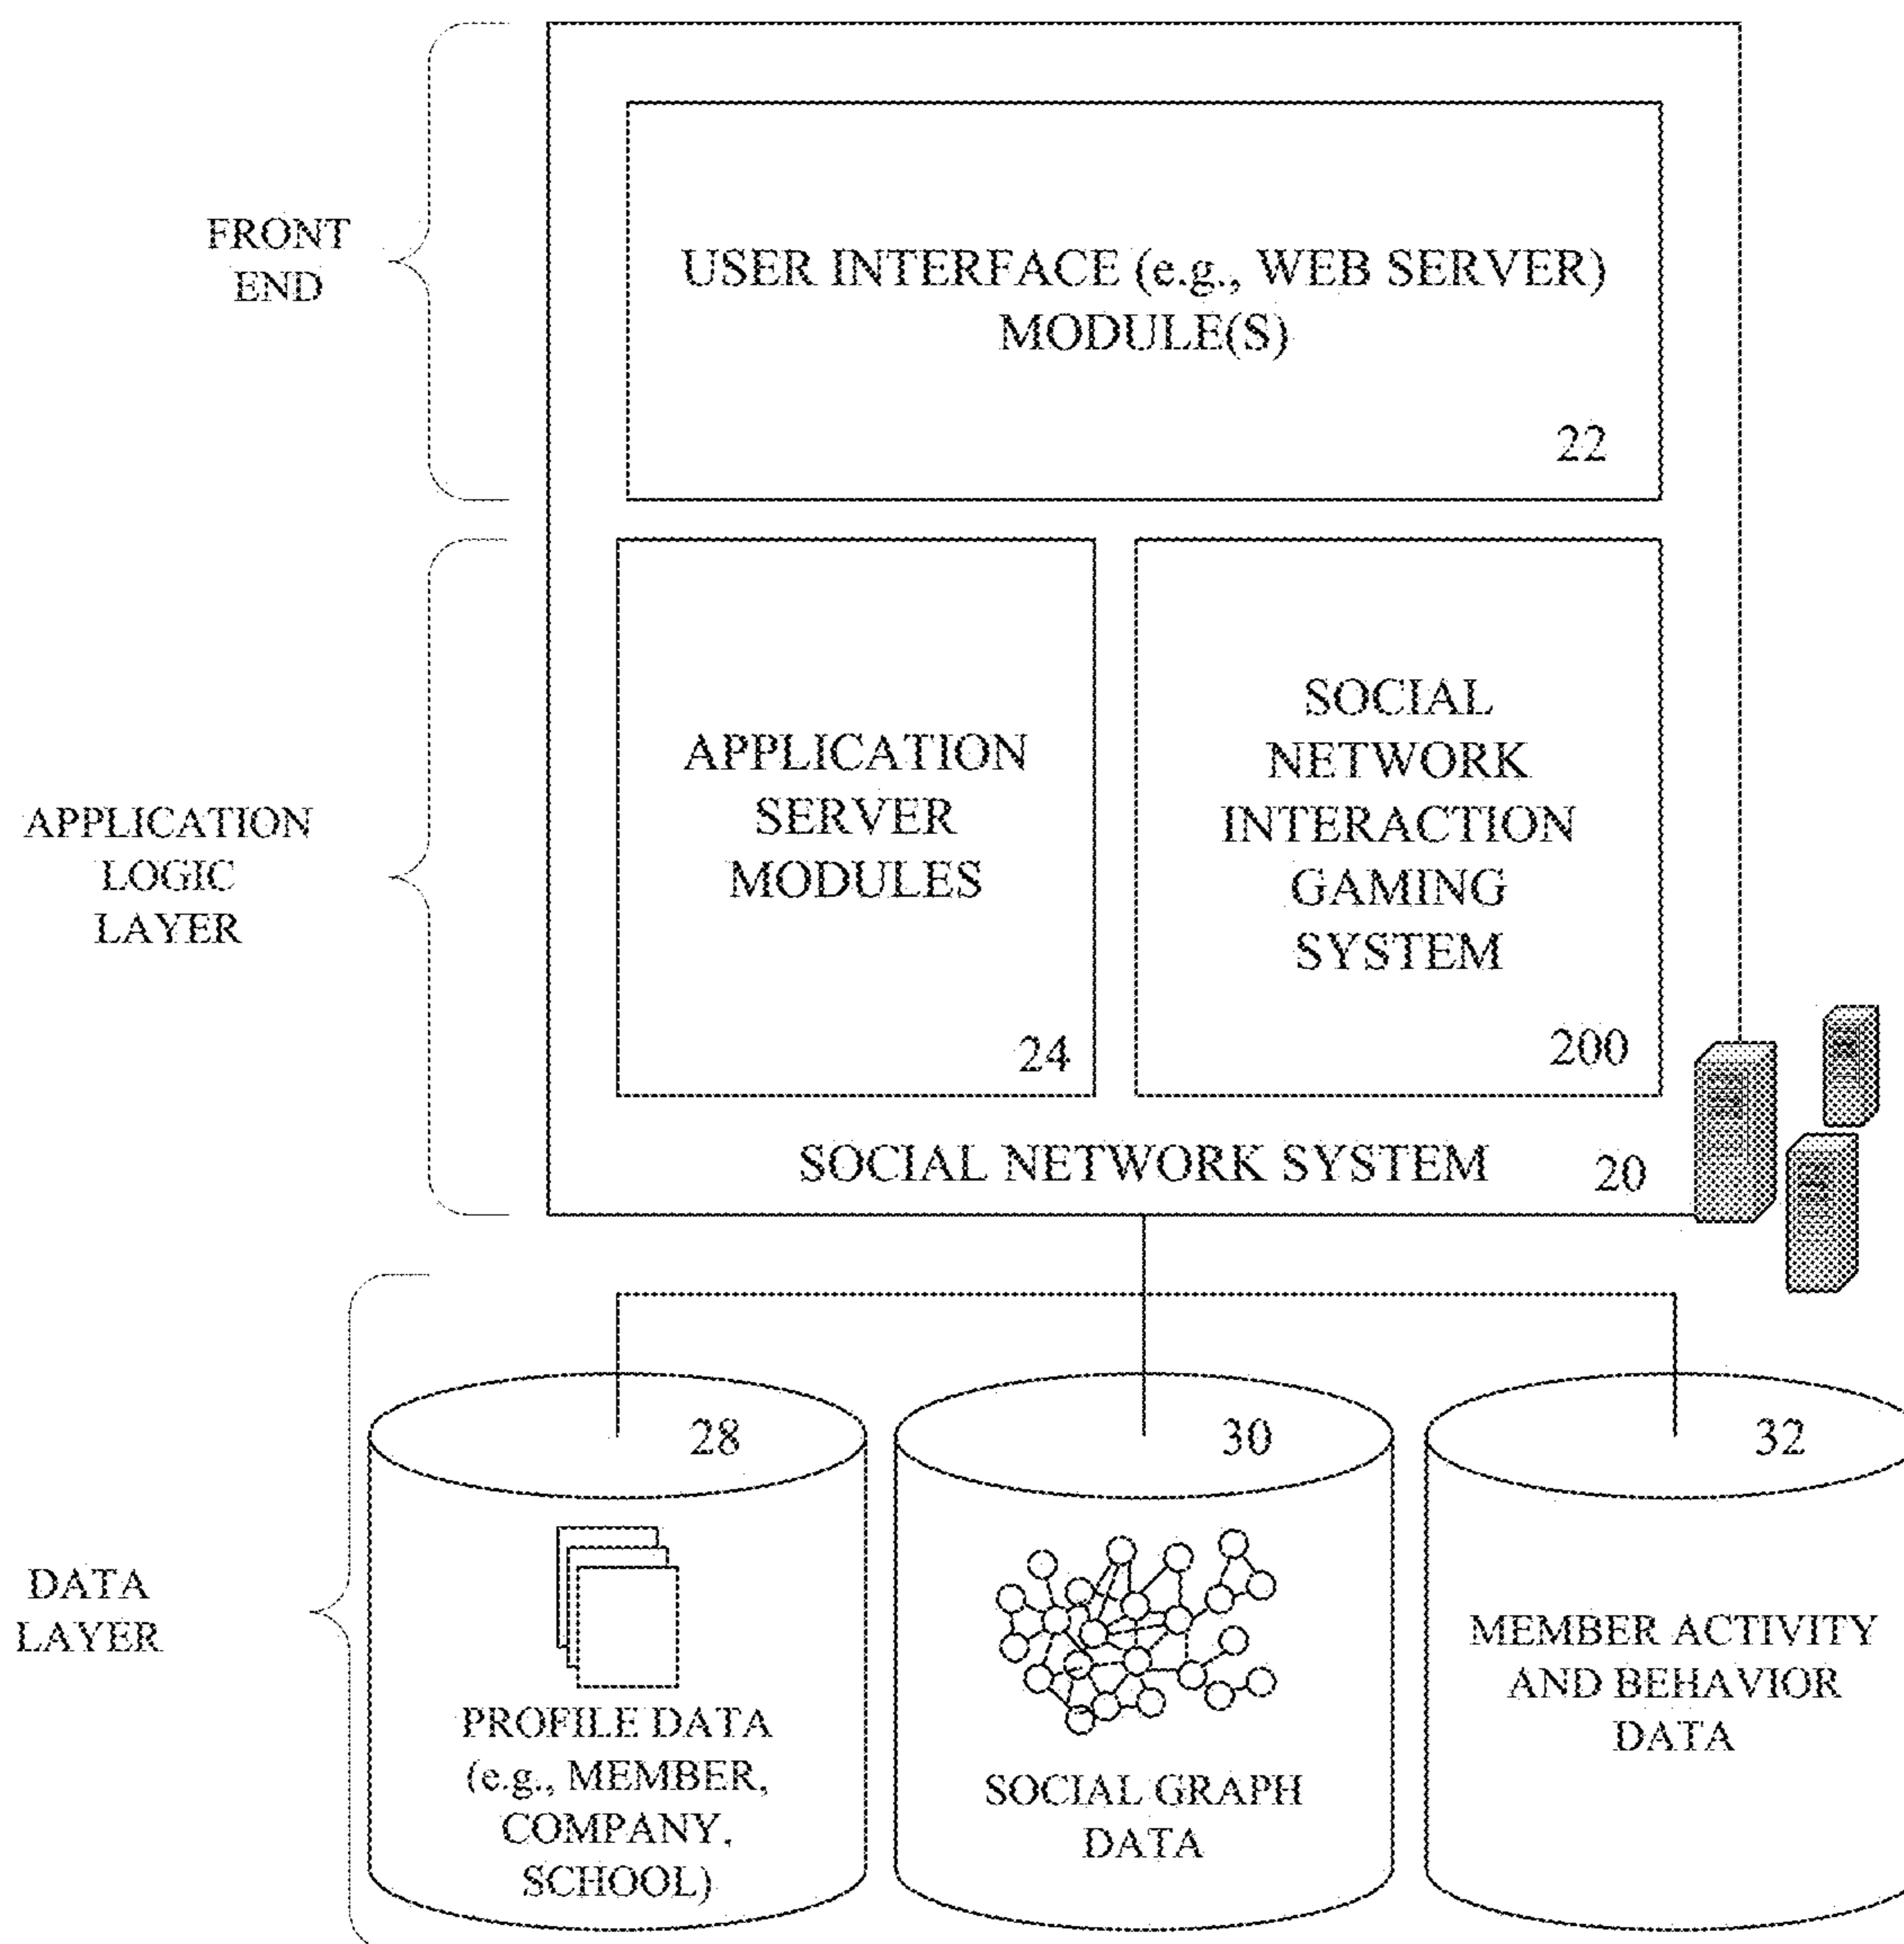 FRONT
END
USER INTERFACE (e.g., WEB SERVER)
MODULE(S)
22
APPLICATION
LOGIC
LAYER
APPLICATION
SERVER
MODULES
24
SOCIAL
NETWORK
INTERACTION
GAMING
SYSTEM
200
SOCIAL NETWORK SYSTEM
20
DATA
LAYER
28
PROFILE DATA
(e.g., MEMBER,
COMPANY,
SCHOOL)
30
SOCIAL GRAPH
DATA
32
MEMBER ACTIVITY
AND BEHAVIOR
DATA